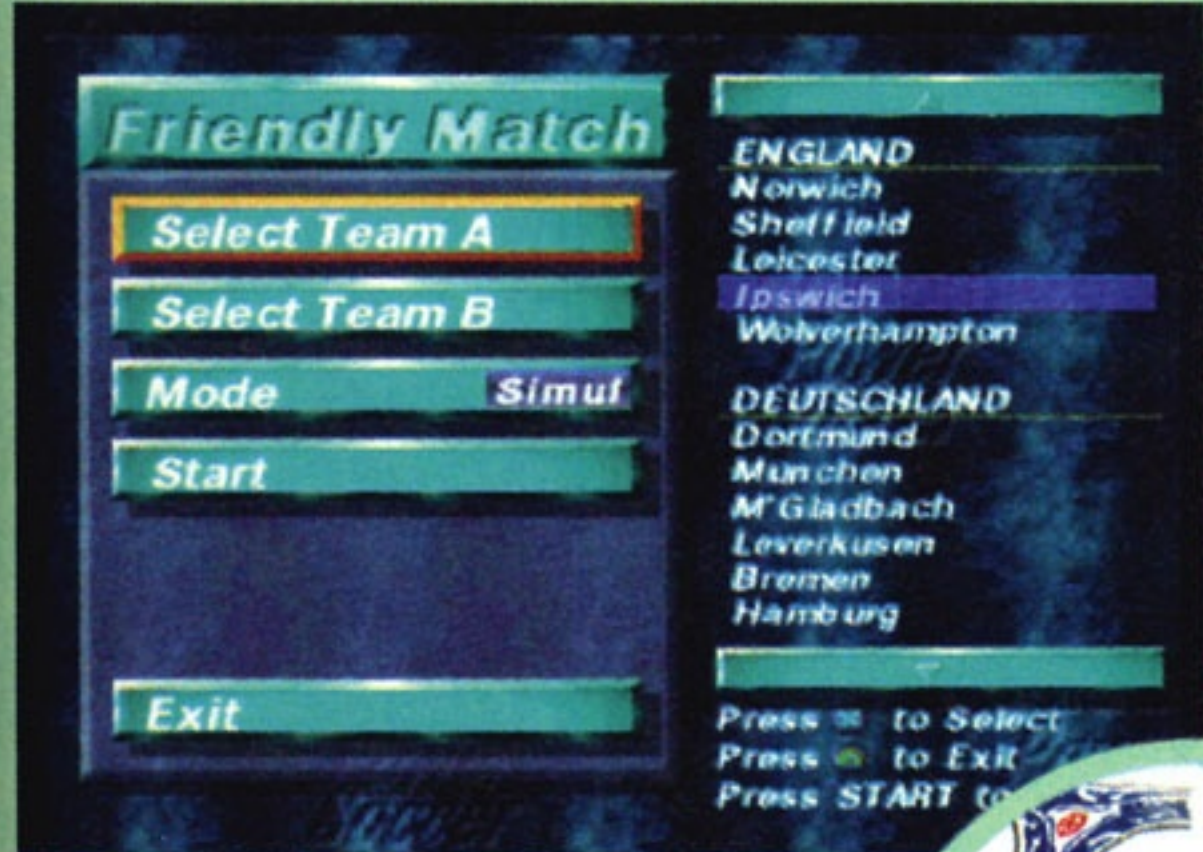 Friendly Match
Select Team A
Select Team B
Mode Simul
Start
Exit
ENGLAND
Norwich
Sheffield
Leicester
Ipswich
Wolverhampton
DEUTSCHLAND
Dortmund
Munchen
M'Gladbach
Leverkusen
Bremen
Hamburg
Press to Select
Press to Exit
Press START to